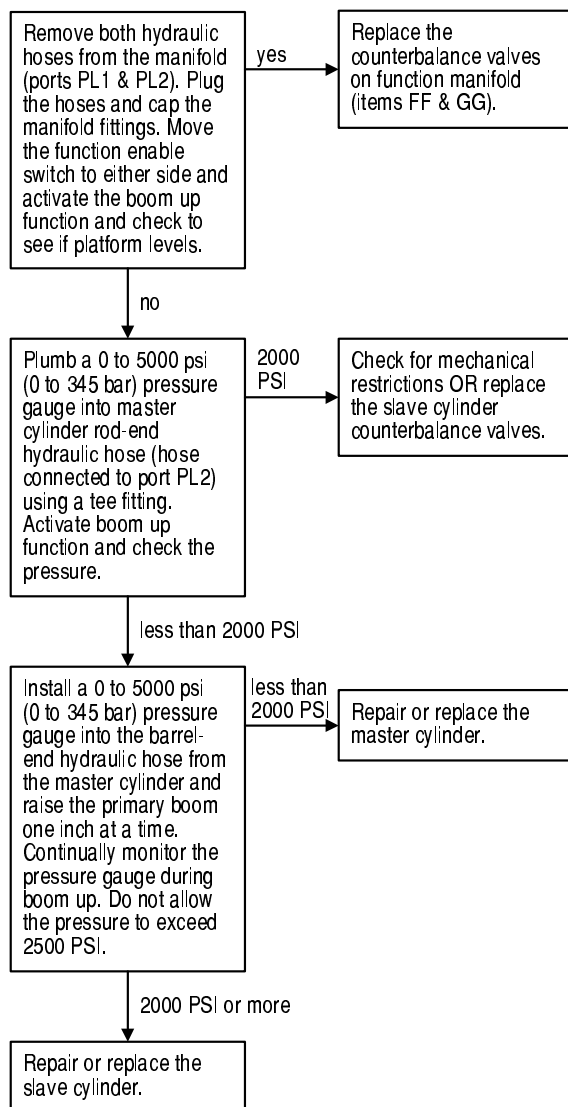 Remove both hydraulic
hoses from the manifold
(ports PL1 & PL2). Plug
the hoses and cap the
manifold fittings. Move
the function enable
switch to either side and
activate the boom up
function and check to
see if platform levels.
yes
Replace the
counterbalance valves
on function manifold
(items FF & GG).
no
Plumb a 0 to 5000 psi
(0 to 345 bar) pressure
gauge into master
cylinder rod-end
hydraulic hose (hose
connected to port PL2)
using a tee fitting.
Activate boom up
function and check the
pressure.
2000
PSI
Check for mechanical
restrictions OR replace
the slave cylinder
counterbalance valves.
less than 2000 PSI
Install a 0 to 5000 psi
(0 to 345 bar) pressure
gauge into the barrel-
end hydraulic hose from
the master cylinder and
raise the primary boom
one inch at a time.
Continually monitor the
pressure gauge during
boom up. Do not allow
the pressure to exceed
2500 PSI.
less than
2000 PSI
Repair or replace the
master cylinder.
2000 PSI or more
Repair or replace the
slave cylinder.